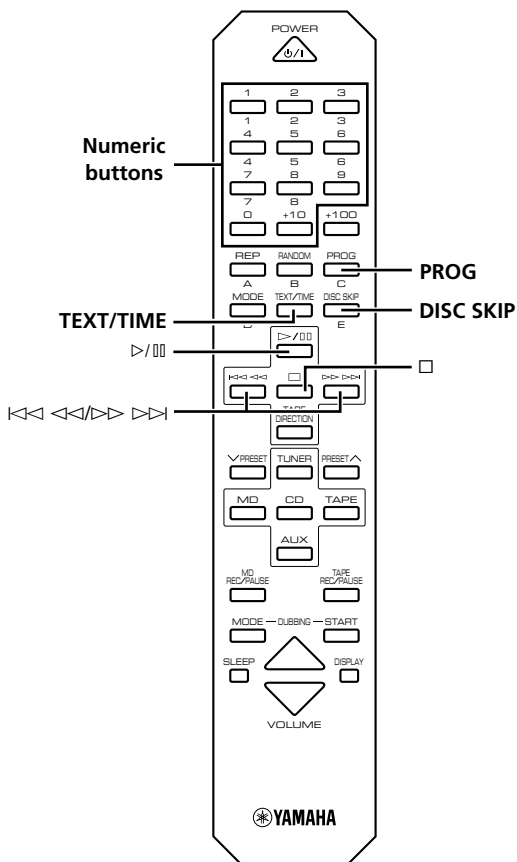 POWER
⏻/I
1 2 3
1 2 3
4 5 6
4 5 6
7 8 9
7 8
0 +10 +100
Numeric
buttons
REP RANDOM PROG
A B C
PROG
MODE TEXT/TIME DISC SKIP
D E
TEXT/TIME
DISC SKIP
TAPE
DIRECTION
PRESET TUNER PRESET
MD CD TAPE
AUX
MD
REC/PAUSE
TAPE
REC/PAUSE
MODE – DUBBING – START
SLEEP DISPLAY
VOLUME
YAMAHA